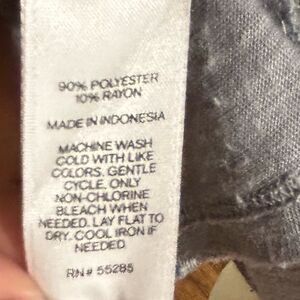 90% POLYESTER
10% RAYON
MADE IN INDONESIA
MACHINE WASH
COLD WITH LIKE
COLORS. GENTLE
CYCLE. ONLY
NON-CHLORINE
BLEACH WHEN
NEEDED. LAY FLAT TO
DRY. COOL IRON IF
NEEDED
RN# 55285